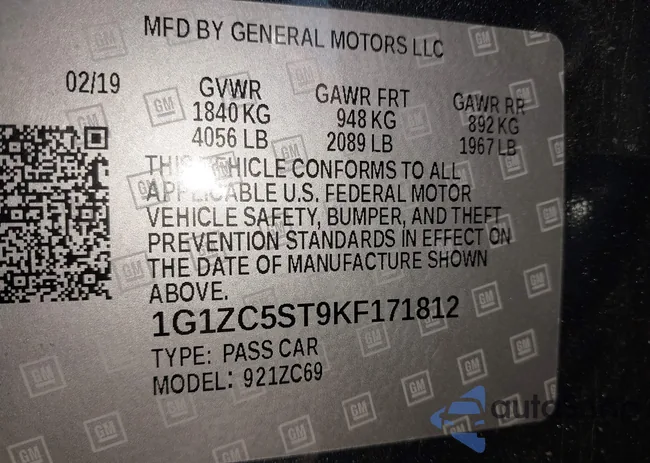 MFD BY GENERAL MOTORS LLC
02/19
GVWR
1840 KG
4056 LB
GAWR FRT
948 KG
2089 LB
GAWR RR
892 KG
1967 LB
THIS VEHICLE CONFORMS TO ALL
APPLICABLE U.S. FEDERAL MOTOR
VEHICLE SAFETY, BUMPER, AND THEFT
PREVENTION STANDARDS IN EFFECT ON
THE DATE OF MANUFACTURE SHOWN
ABOVE.
1G1ZC5ST9KF171812
TYPE: PASS CAR
MODEL: 921ZC69
GM